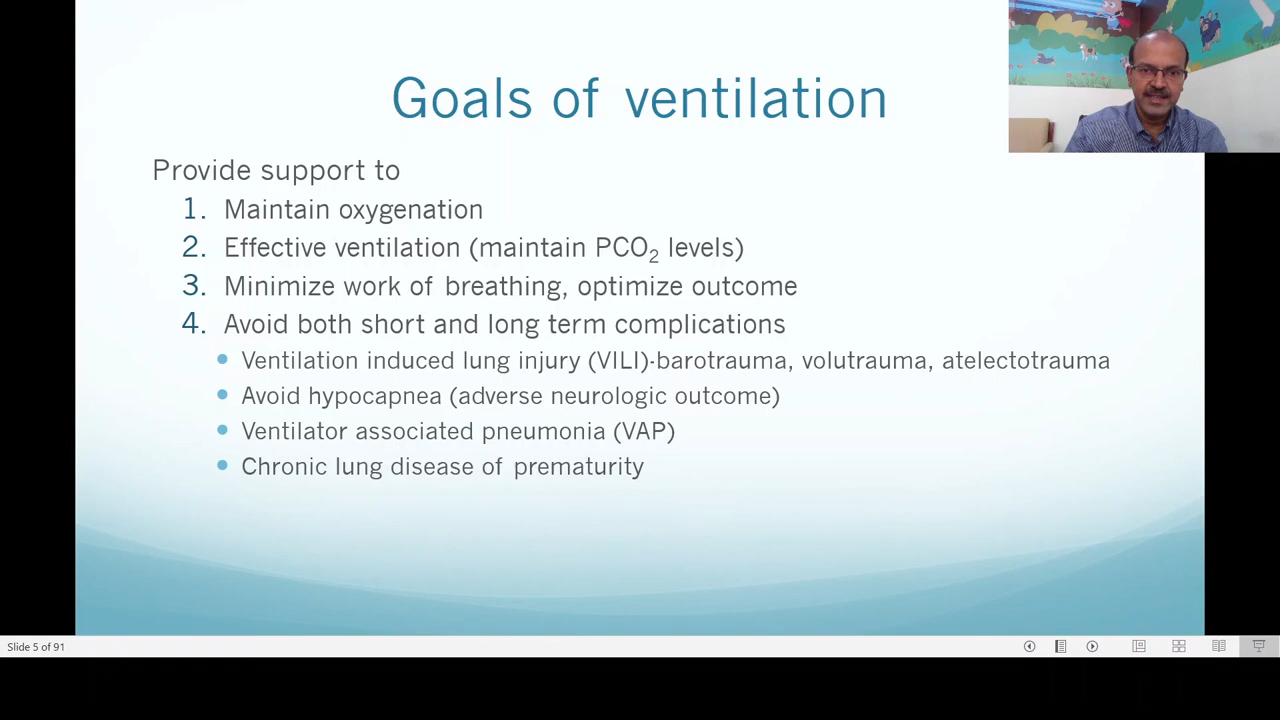 Goals of ventilation
Provide support to
1. Maintain oxygenation
2. Effective ventilation (maintain PCO₂ levels)
3. Minimize work of breathing, optimize outcome
4. Avoid both short and long term complications
• Ventilation induced lung injury (VILI)-barotrauma, volutrauma, atelectotrauma
• Avoid hypocapnea (adverse neurologic outcome)
• Ventilator associated pneumonia (VAP)
• Chronic lung disease of prematurity
Slide 5 of 91